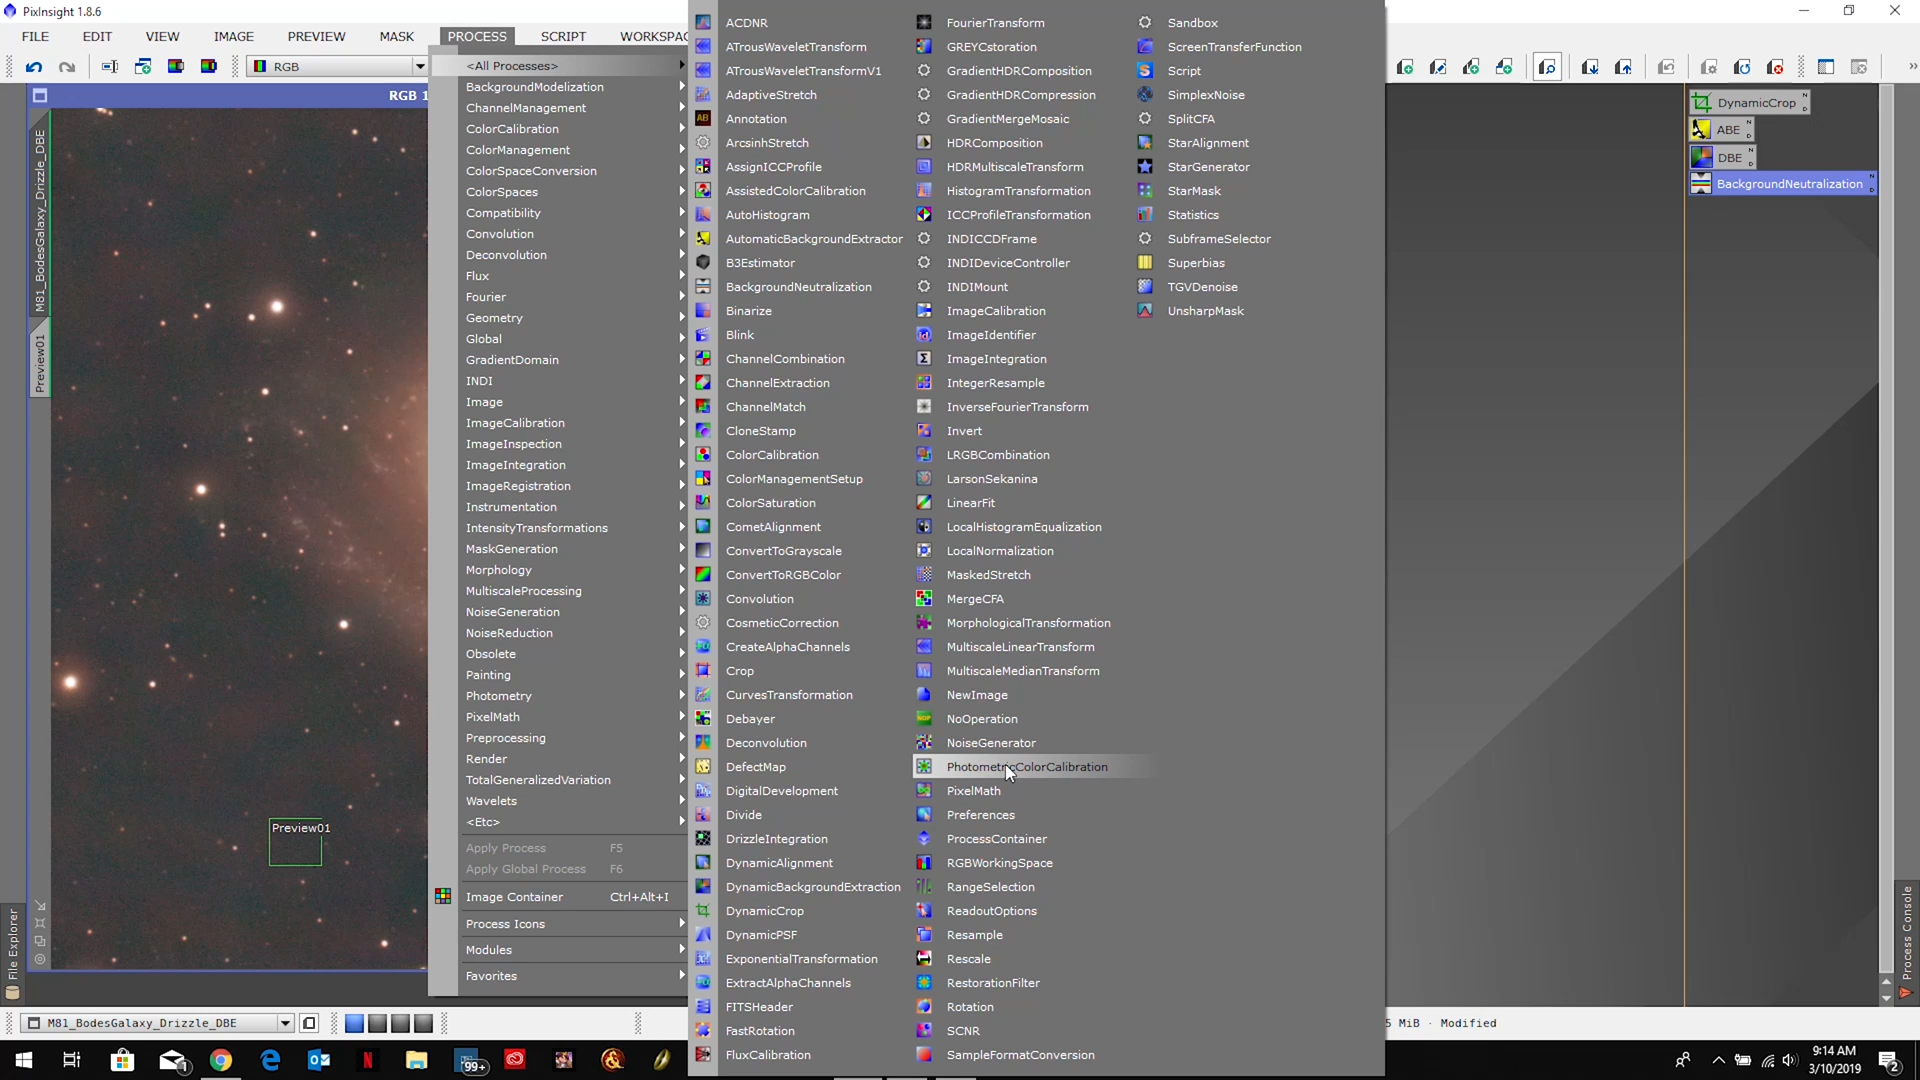 PixInsight 1.8.6
FILE EDIT VIEW IMAGE PREVIEW MASK PROCESS SCRIPT WORKSPAC
RGB
RGB 1
M81_BodesGalaxy_Drizzle_DBE
Preview01
Preview01
<All Processes>
BackgroundModelization
ChannelManagement
ColorCalibration
ColorManagement
ColorSpaceConversion
ColorSpaces
Compatibility
Convolution
Deconvolution
Flux
Fourier
Geometry
Global
GradientDomain
INDI
Image
ImageCalibration
ImageInspection
ImageIntegration
ImageRegistration
Instrumentation
IntensityTransformations
MaskGeneration
Morphology
MultiscaleProcessing
NoiseGeneration
NoiseReduction
Obsolete
Painting
Photometry
PixelMath
Preprocessing
Render
TotalGeneralizedVariation
Wavelets
<Etc>
Apply Process F5
Apply Global Process F6
Image Container Ctrl+Alt+I
Process Icons
Modules
Favorites
ACDNR
ATrousWaveletTransform
ATrousWaveletTransformV1
AdaptiveStretch
AB Annotation
ArcsinhStretch
AssignICCProfile
AssistedColorCalibration
AutoHistogram
AutomaticBackgroundExtractor
B3Estimator
BackgroundNeutralization
Binarize
Blink
ChannelCombination
ChannelExtraction
ChannelMatch
CloneStamp
ColorCalibration
ColorManagementSetup
ColorSaturation
CometAlignment
ConvertToGrayscale
ConvertToRGBColor
Convolution
CosmeticCorrection
CreateAlphaChannels
Crop
CurvesTransformation
Debayer
Deconvolution
DefectMap
DigitalDevelopment
Divide
DrizzleIntegration
DynamicAlignment
DynamicBackgroundExtraction
DynamicCrop
DynamicPSF
ExponentialTransformation
ExtractAlphaChannels
FITSHeader
FastRotation
FluxCalibration
FourierTransform
GREYCstoration
GradientHDRComposition
GradientHDRCompression
GradientMergeMosaic
HDRComposition
HDRMultiscaleTransform
HistogramTransformation
ICCProfileTransformation
INDICCDFrame
INDIDeviceController
INDIMount
ImageCalibration
ImageIdentifier
Σ ImageIntegration
IntegerResample
InverseFourierTransform
Invert
LRGBCombination
LarsonSekanina
LinearFit
LocalHistogramEqualization
LocalNormalization
MaskedStretch
MergeCFA
MorphologicalTransformation
MultiscaleLinearTransform
MultiscaleMedianTransform
NewImage
NOP NoOperation
NoiseGenerator
PhotometricColorCalibration
PixelMath
Preferences
ProcessContainer
RGBWorkingSpace
RangeSelection
ReadoutOptions
Resample
Rescale
RestorationFilter
Rotation
SCNR
SampleFormatConversion
Sandbox
ScreenTransferFunction
S Script
SimplexNoise
SplitCFA
StarAlignment
StarGenerator
StarMask
Statistics
SubframeSelector
Superbias
TGVDenoise
UnsharpMask
DynamicCrop N D
ABE N D
DBE N D
BackgroundNeutralization N D
File Explorer
Process Console
M81_BodesGalaxy_Drizzle_DBE
5 MiB · Modified
1
99+
9:14 AM
3/10/2019
2